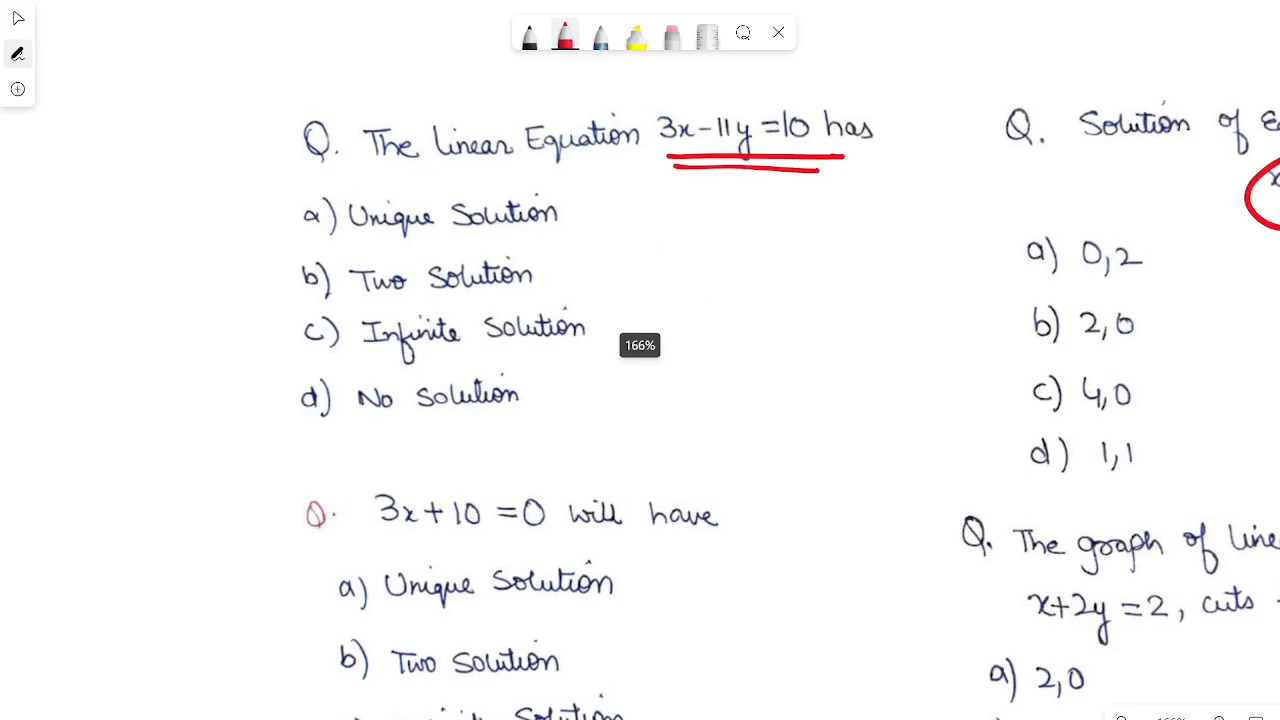 Q. The Linear Equation 3x-11y=10 has
a) Unique Solution
b) Two Solution
c) Infinite Solution
d) No Solution
166%
Q. 3x+10=0 will have
a) Unique Solution
b) Two Solution
Solution
Q. Solution of
a) 0,2
b) 2,0
c) 4,0
d) 1,1
Q. The graph of
x+2y=2, cuts
a) 2,0
166%